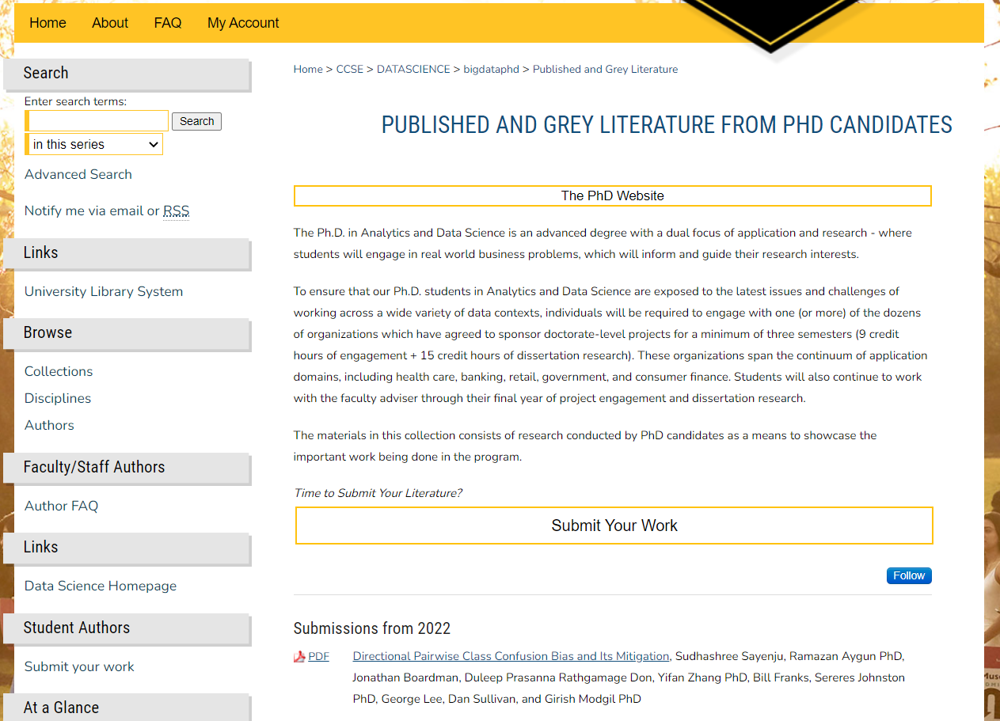 Home About FAQ My Account
Search
Enter search terms:
Search
in this series
Advanced Search
Notify me via email or RSS
Links
University Library System
Browse
Collections
Disciplines
Authors
Faculty/Staff Authors
Author FAQ
Links
Data Science Homepage
Student Authors
Submit your work
At a Glance
Home > CCSE > DATASCIENCE > bigdataphd > Published and Grey Literature
PUBLISHED AND GREY LITERATURE FROM PHD CANDIDATES
The PhD Website
The Ph.D. in Analytics and Data Science is an advanced degree with a dual focus of application and research - where
students will engage in real world business problems, which will inform and guide their research interests.
To ensure that our Ph.D. students in Analytics and Data Science are exposed to the latest issues and challenges of
working across a wide variety of data contexts, individuals will be required to engage with one (or more) of the dozens
of organizations which have agreed to sponsor doctorate-level projects for a minimum of three semesters (9 credit
hours of engagement + 15 credit hours of dissertation research). These organizations span the continuum of application
domains, including health care, banking, retail, government, and consumer finance. Students will also continue to work
with the faculty adviser through their final year of project engagement and dissertation research.
The materials in this collection consists of research conducted by PhD candidates as a means to showcase the
important work being done in the program.
Time to Submit Your Literature?
Submit Your Work
Follow
Submissions from 2022
PDF Directional Pairwise Class Confusion Bias and Its Mitigation, Sudhashree Sayenju, Ramazan Aygun PhD,
Jonathan Boardman, Duleep Prasanna Rathgamage Don, Yifan Zhang PhD, Bill Franks, Sereres Johnston
PhD, George Lee, Dan Sullivan, and Girish Modgil PhD